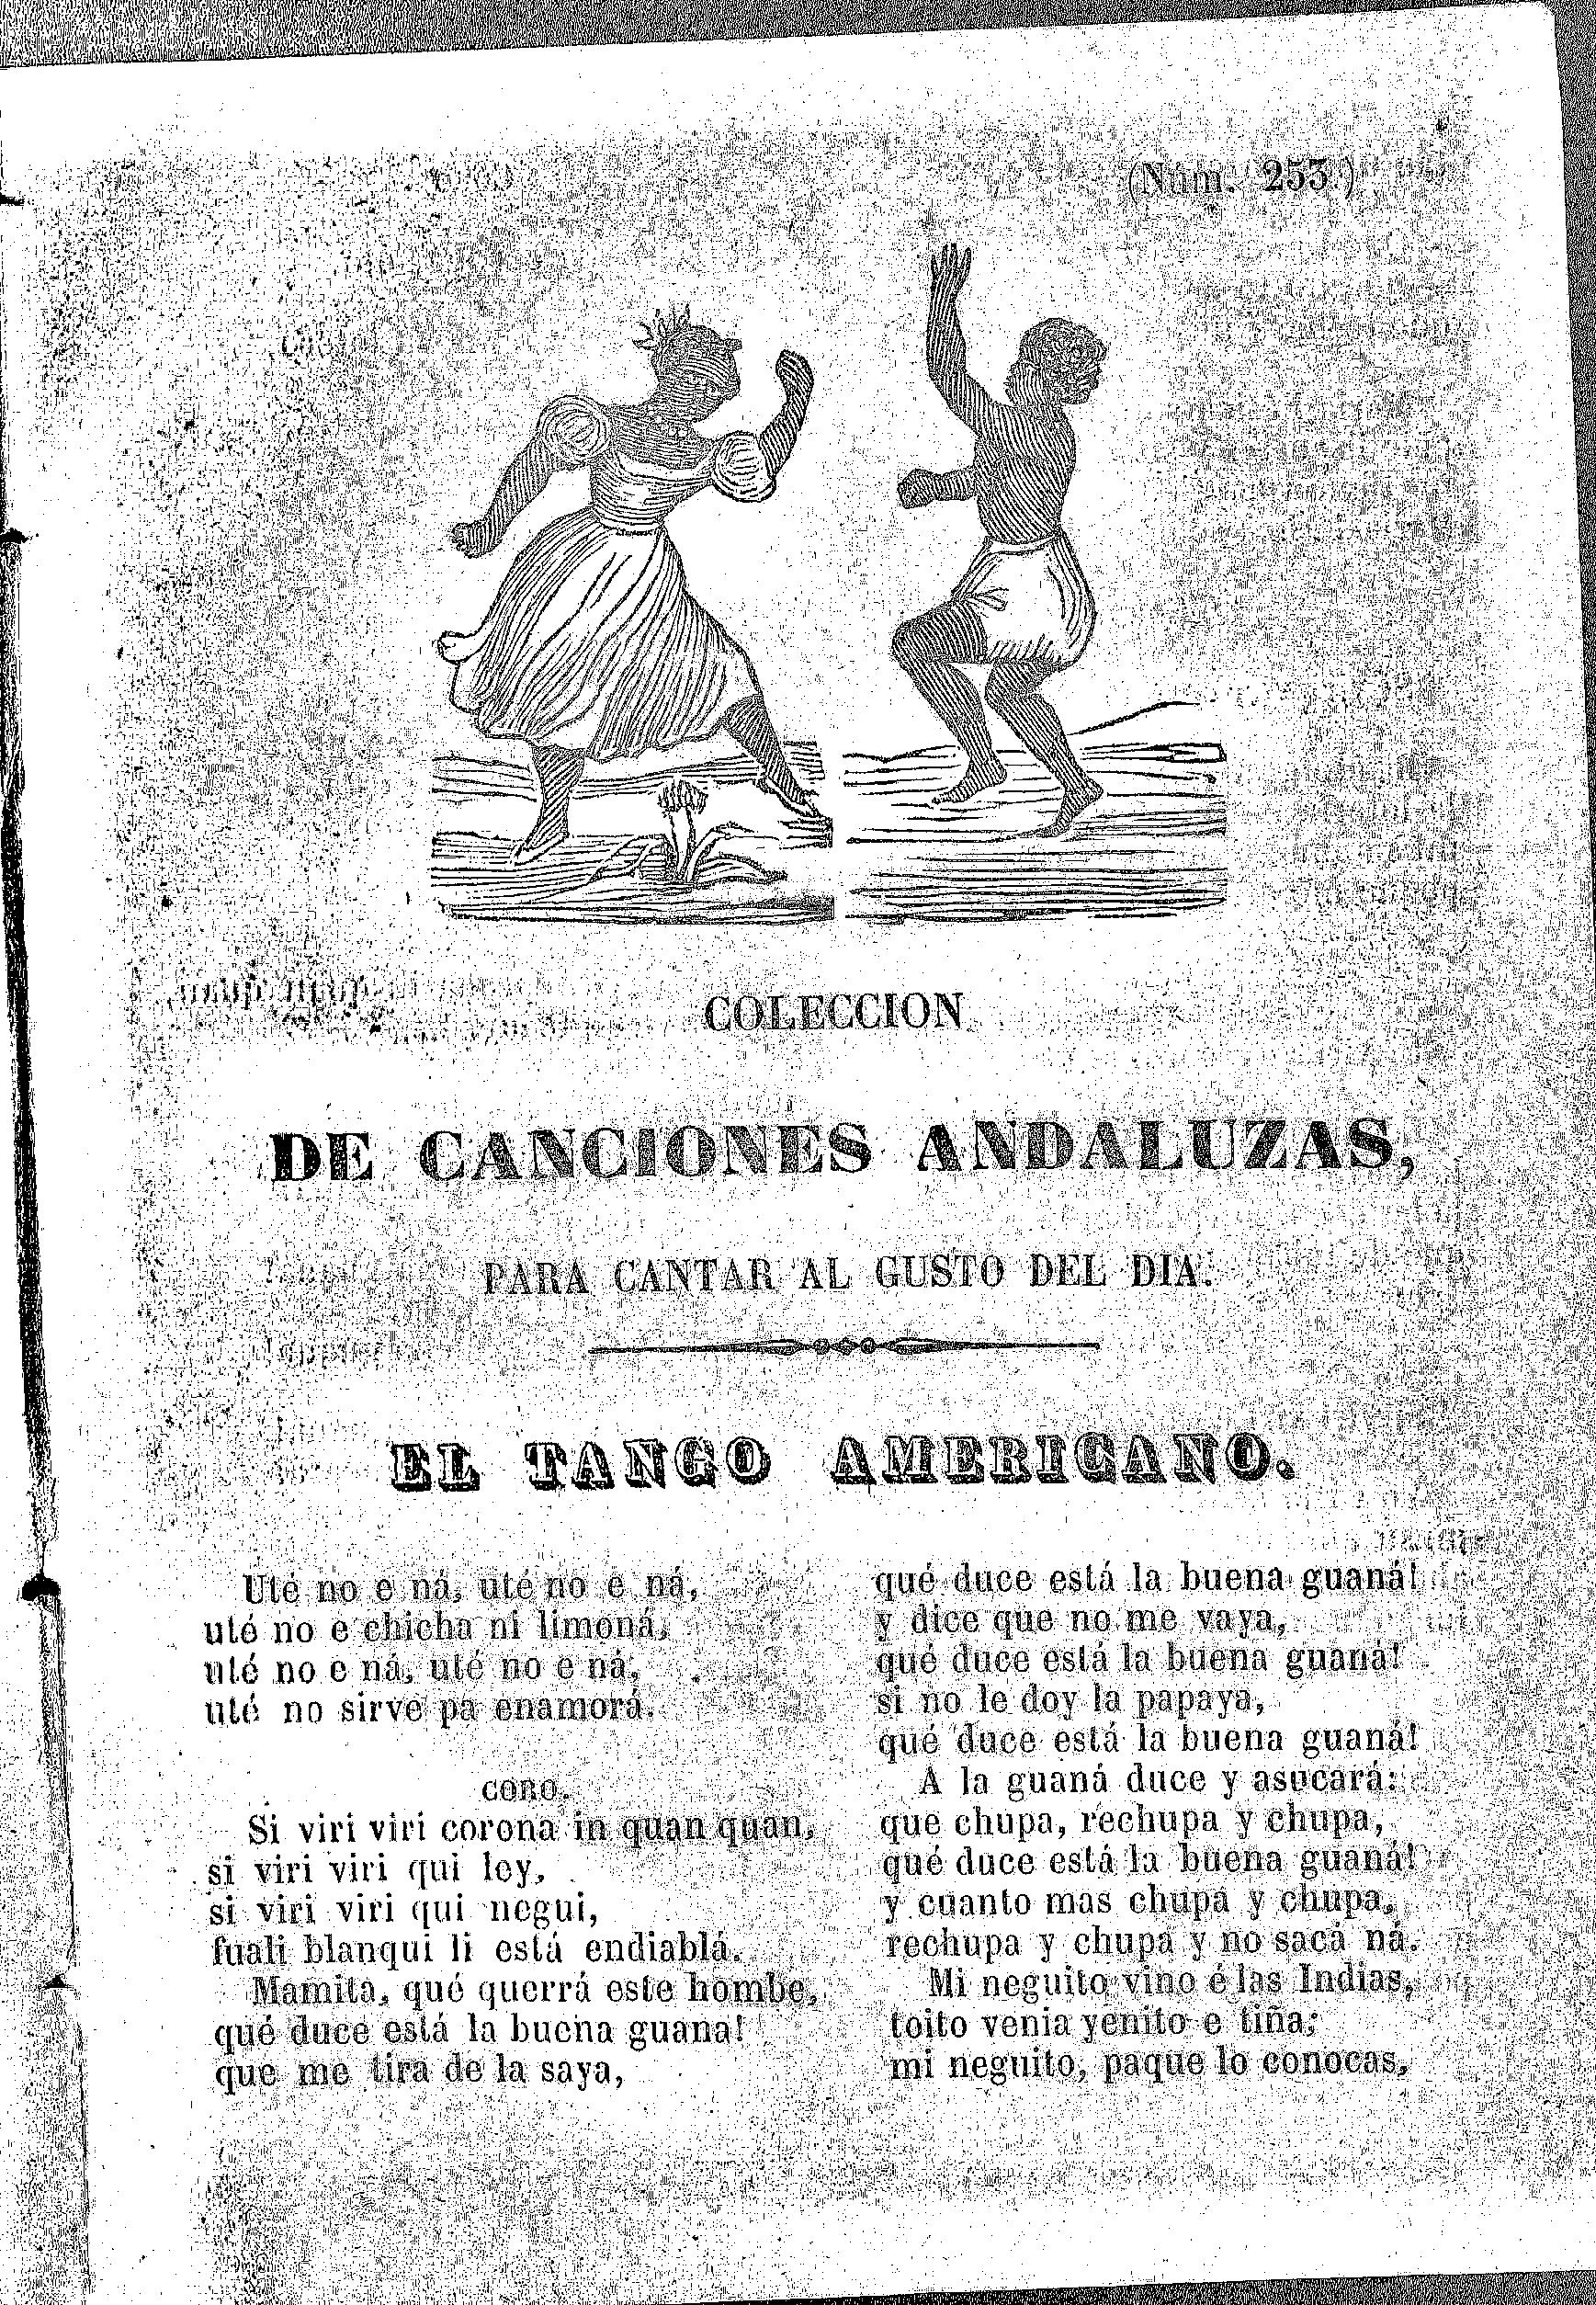 (Núm. 253.)
COLECCION
DE CANCIONES ANDALUZAS,
PARA CANTAR AL GUSTO DEL DIA.
EL TANGO AMERICANO.
Uté no e ná, uté no e ná,
uté no e chicha ni limoná,
uté no e ná, uté no e ná,
uté no sirve pa enamorá.
CORO.
Si viri viri corona in quan quan,
si viri viri qui ley,
si viri viri qui negui,
fuali blanqui li está endiablá.
Mamita, qué querrá este hombe,
qué duce está la buena guaná!
que me tira de la saya,
qué duce está la buena guaná!
y dice que no me vaya,
qué duce está la buena guaná!
si no le doy la papaya,
qué duce está la buena guaná!
A la guaná duce y asucará:
que chupa, rechupa y chupa,
qué duce está la buena guaná!
y cuanto mas chupa y chupa,
rechupa y chupa y no sacá ná.
Mi neguito vino é las Indias,
toito venia yenito e tiña;
mi neguito, paque lo conocas,